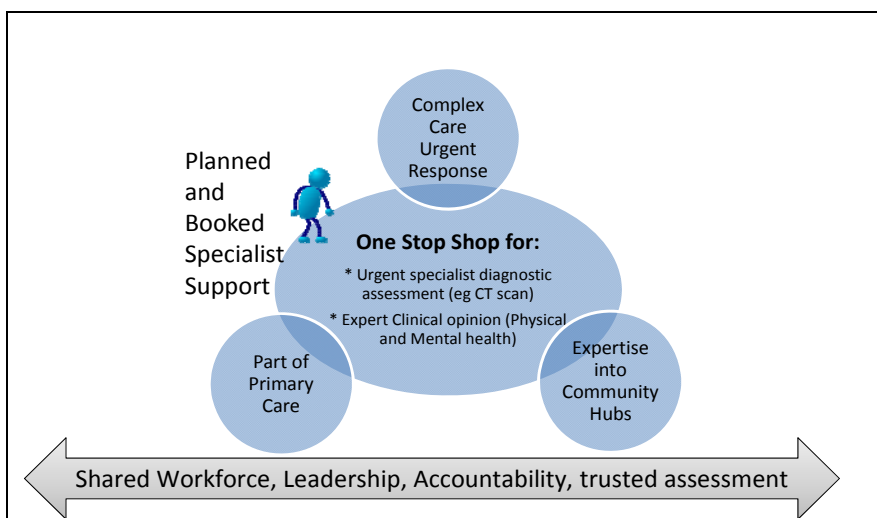 Complex
Care
Urgent
Response
Planned
and
Booked
Specialist
Support
One Stop Shop for:
* Urgent specialist diagnostic
assessment (eg CT scan)
* Expert Clinical opinion (Physical
and Mental health)
Part of
Primary
Care
Expertise
into
Community
Hubs
Shared Workforce, Leadership, Accountability, trusted assessment